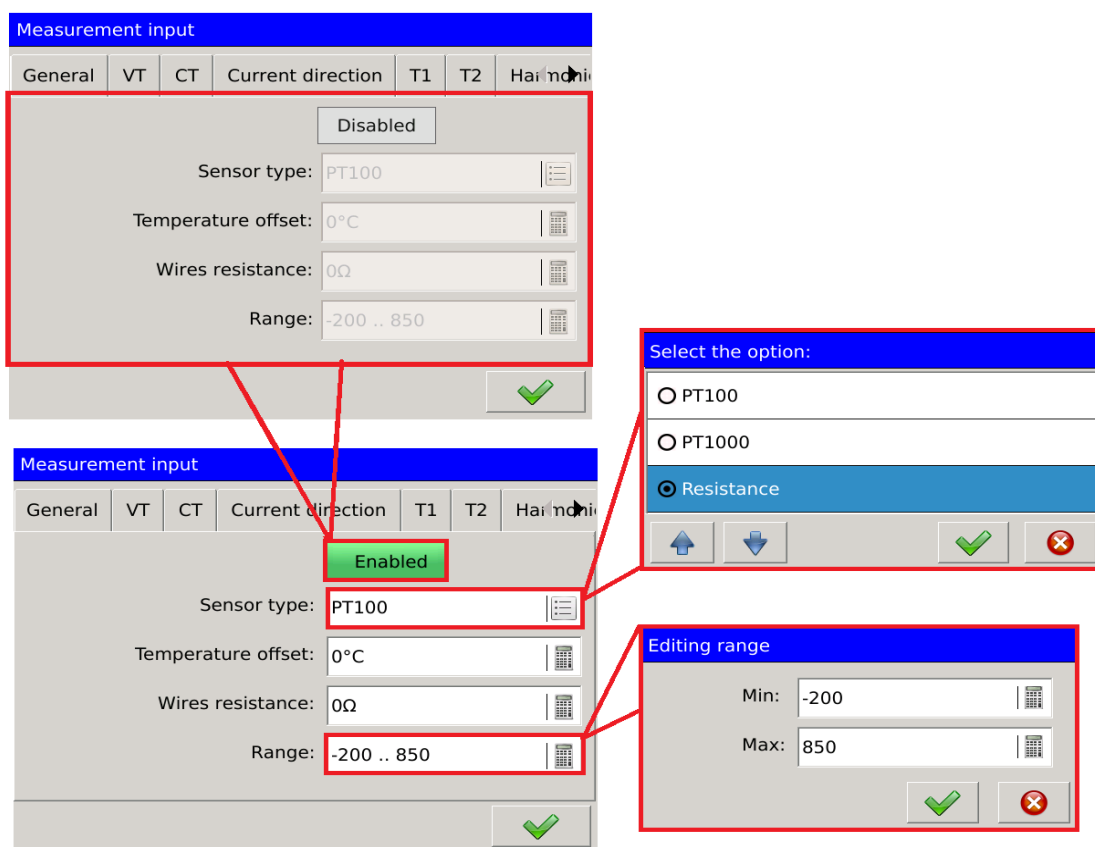 Measurement input
General VT CT Current direction T1 T2 Harmonic
Disabled
Sensor type: PT100
Temperature offset: 0°C
Wires resistance: 0Ω
Range: -200 .. 850
Measurement input
General VT CT Current direction T1 T2 Harmonic
Enabled
Sensor type: PT100
Temperature offset: 0°C
Wires resistance: 0Ω
Range: -200 .. 850
Select the option:
PT100
PT1000
Resistance
Editing range
Min: -200
Max: 850